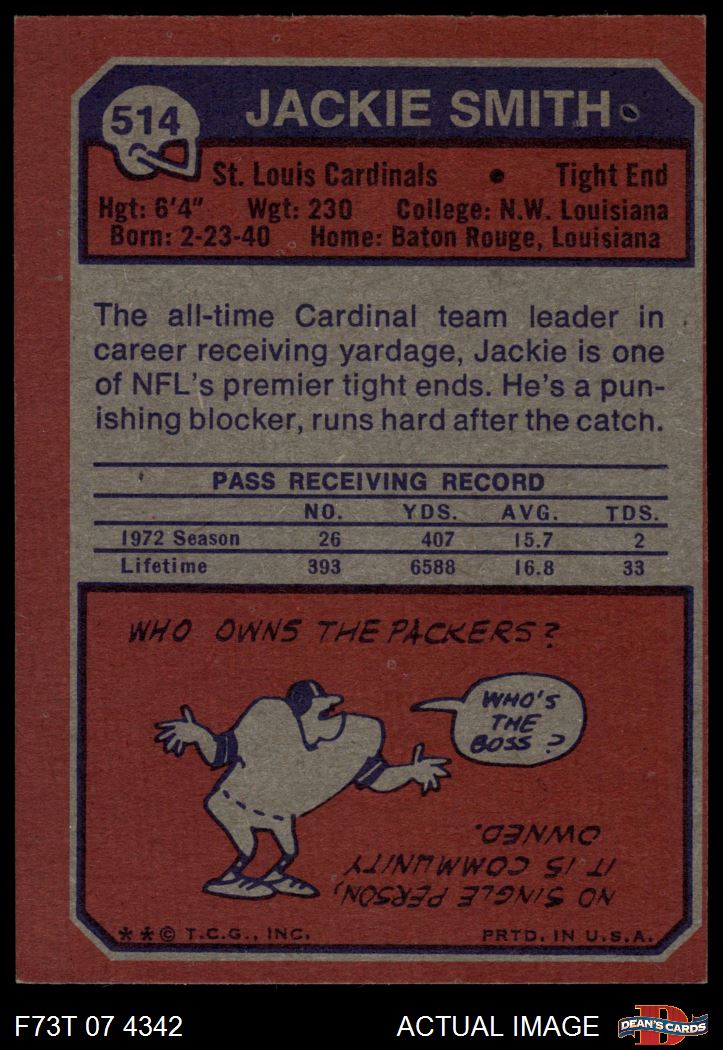 514
JACKIE SMITH
St. Louis Cardinals • Tight End
Hgt: 6'4" Wgt: 230 College: N.W. Louisiana
Born: 2-23-40 Home: Baton Rouge, Louisiana
The all-time Cardinal team leader in
career receiving yardage, Jackie is one
of NFL's premier tight ends. He's a pun-
ishing blocker, runs hard after the catch.
PASS RECEIVING RECORD
NO. YDS. AVG. TDS.
1972 Season 26 407 15.7 2
Lifetime 393 6588 16.8 33
WHO OWNS THE PACKERS?
WHO'S
THE
BOSS?
NO SINGLE PERSON,
IT IS COMMUNITY
OWNED.
** © T.C.G., INC. PRTD. IN U.S.A.
F73T 07 4342 ACTUAL IMAGE
D
DEAN'S CARDS